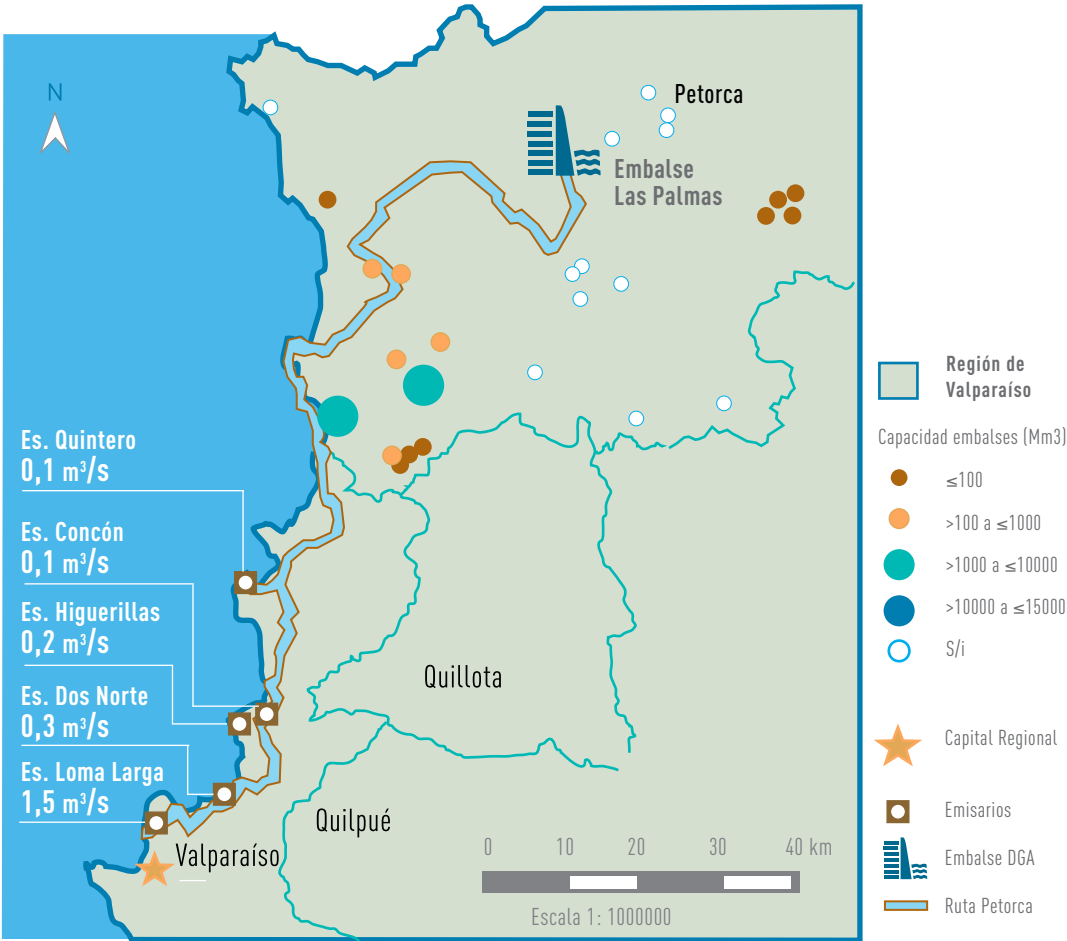 N
Petorca
Embalse
Las Palmas
Es. Quintero
0,1 m³/s
Es. Concón
0,1 m³/s
Es. Higuerillas
0,2 m³/s
Es. Dos Norte
0,3 m³/s
Es. Loma Larga
1,5 m³/s
Quillota
Quilpué
Valparaíso
0 10 20 30 40 km
Escala 1: 1000000
Región de
Valparaíso
Capacidad embalses (Mm3)
≤100
>100 a ≤1000
>1000 a ≤10000
>10000 a ≤15000
S/i
Capital Regional
Emisarios
Embalse DGA
Ruta Petorca